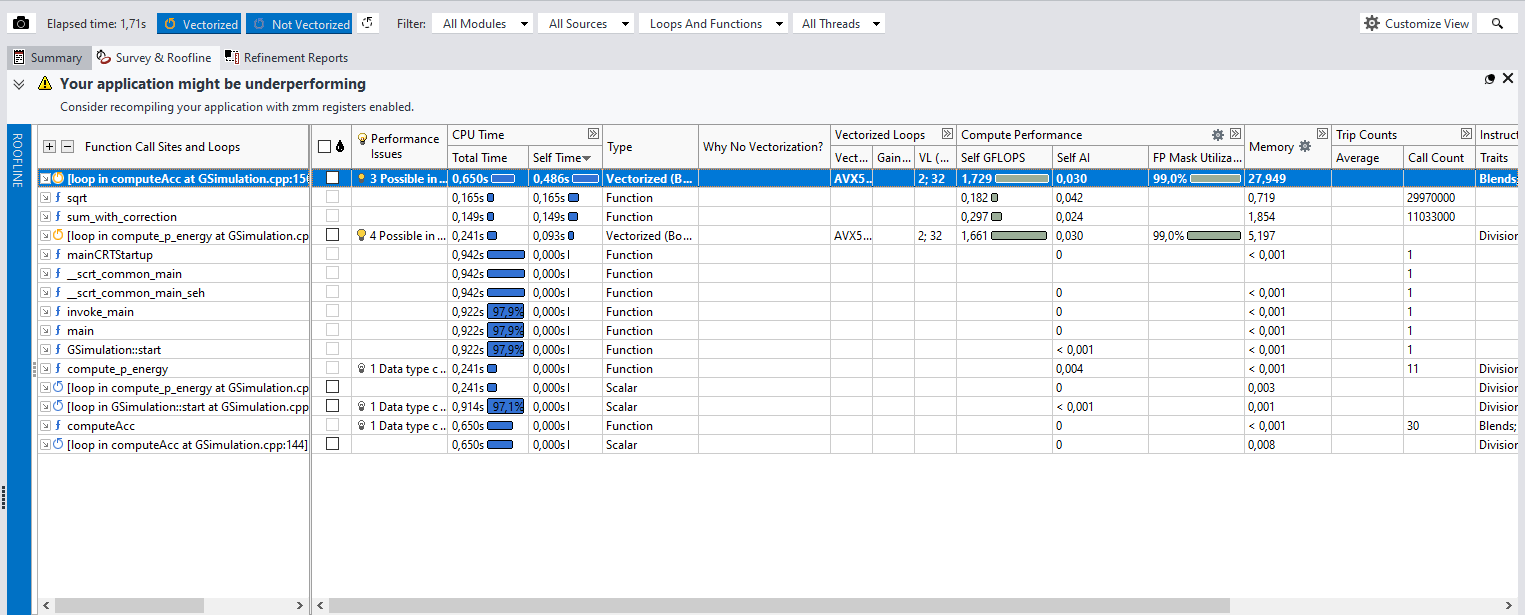 Elapsed time: 1,71s Vectorized Not Vectorized Filter: All Modules All Sources Loops And Functions All Threads Customize View
Summary Survey & Roofline Refinement Reports
Your application might be underperforming
Consider recompiling your application with zmm registers enabled.
ROOFLINE
Function Call Sites and Loops Performance Issues CPU Time Type Why No Vectorization? Vectorized Loops Compute Performance Memory Trip Counts Instruct
Total Time Self Time Vect... Gain... VL (... Self GFLOPS Self AI FP Mask Utiliza... Average Call Count Traits
[loop in computeAcc at GSimulation.cpp:150 3 Possible in... 0,650s 0,486s Vectorized (B... AVX5... 2; 32 1,729 0,030 99,0% 27,949 Blends;
f sqrt 0,165s 0,165s Function 0,182 0,042 0,719 29970000
f sum_with_correction 0,149s 0,149s Function 0,297 0,024 1,854 11033000
[loop in compute_p_energy at GSimulation.cp 4 Possible in... 0,241s 0,093s Vectorized (Bo... AVX5... 2; 32 1,661 0,030 99,0% 5,197 Division
f mainCRTStartup 0,942s 0,000s Function 0 < 0,001 1
f __scrt_common_main 0,942s 0,000s Function 1
f __scrt_common_main_seh 0,942s 0,000s Function 0 < 0,001 1
f invoke_main 0,922s 97,9% 0,000s Function 0 < 0,001 1
f main 0,922s 97,9% 0,000s Function 0 < 0,001 1
f GSimulation::start 0,922s 97,9% 0,000s Function < 0,001 < 0,001 1
f compute_p_energy 1 Data type c... 0,241s 0,000s Function 0,004 < 0,001 11 Division
[loop in compute_p_energy at GSimulation.cp 0,241s 0,000s Scalar 0 0,003 Division
[loop in GSimulation::start at GSimulation.cpp 1 Data type c... 0,914s 97,1% 0,000s Scalar < 0,001 0,001 Division
f computeAcc 1 Data type c... 0,650s 0,000s Function 0 < 0,001 30 Blends;
[loop in computeAcc at GSimulation.cpp:144] 0,650s 0,000s Scalar 0 0,008 Division